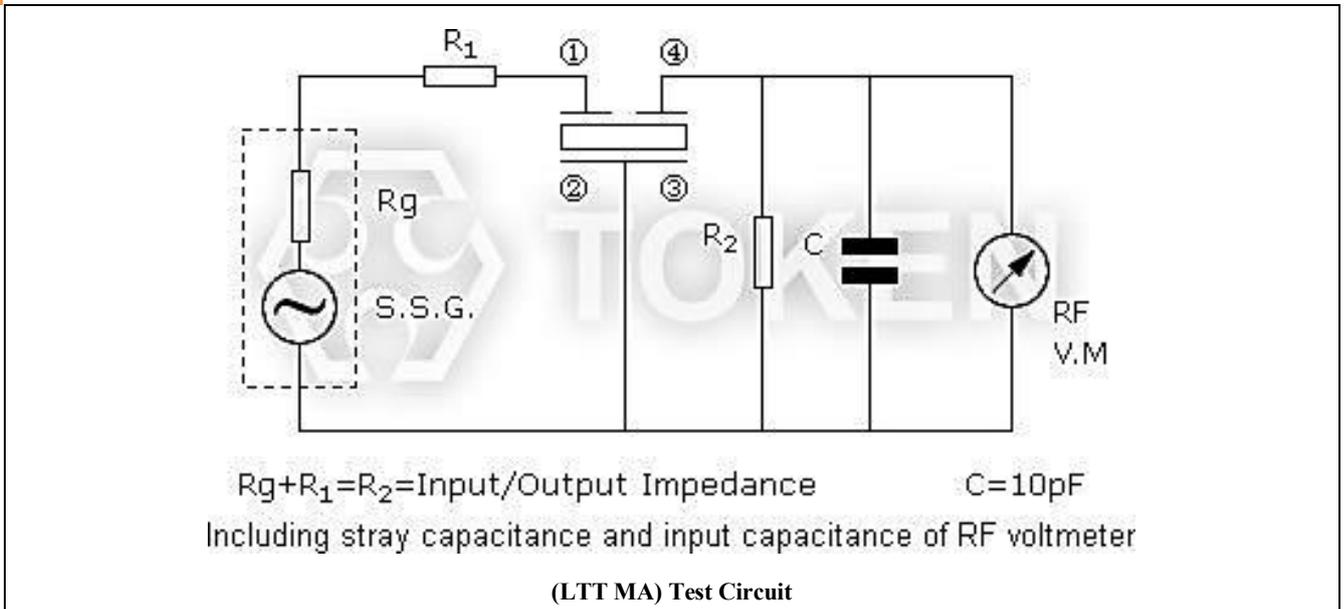 R₁
①
④
②
③
Rg
S.S.G.
R₂
C
TOKEN
RF
V.M
Rg+R₁=R₂=Input/Output Impedance C=10pF
Including stray capacitance and input capacitance of RF voltmeter
(LTT MA) Test Circuit